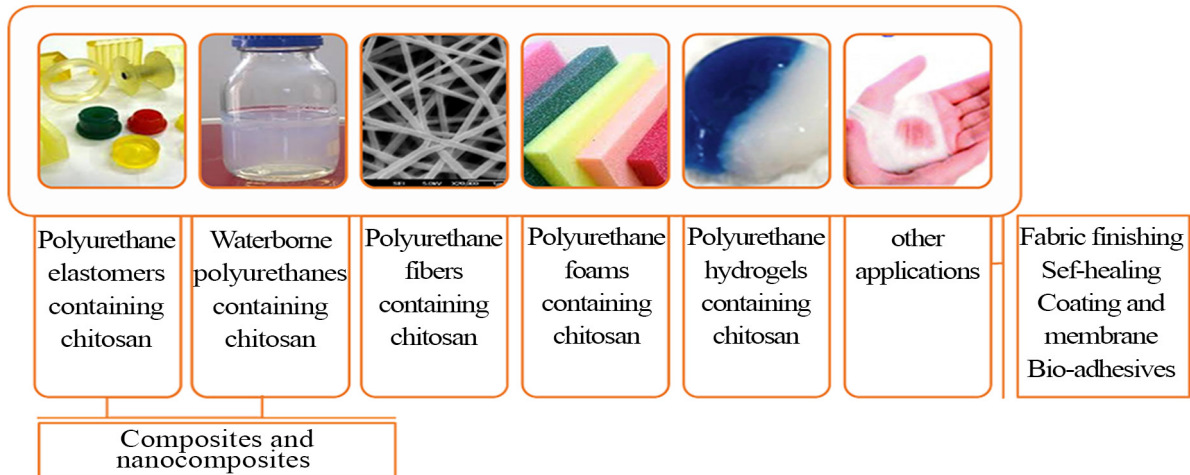 Polyurethane
elastomers
containing
chitosan
Waterborne
polyurethanes
containing
chitosan
Polyurethane
fibers
containing
chitosan
Polyurethane
foams
containing
chitosan
Polyurethane
hydrogels
containing
chitosan
other
applications
Fabric finishing
Sef-healing
Coating and
membrane
Bio-adhesives
Composites and
nanocomposites